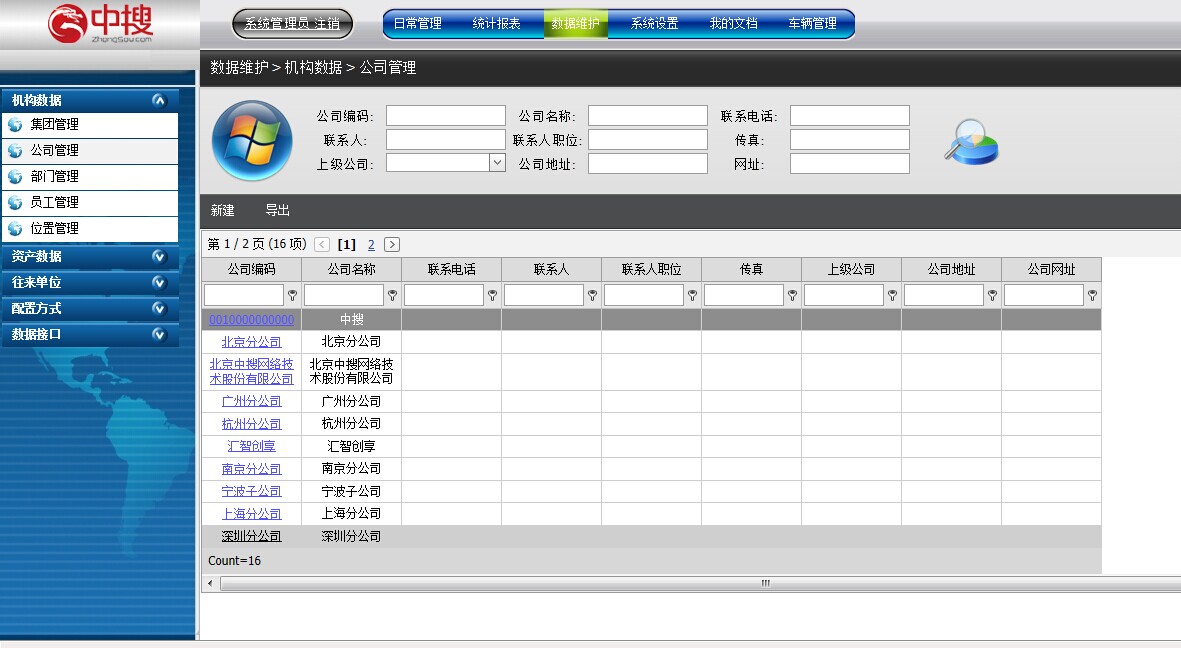 中搜
zhongsou.com
系统管理员 注销
日常管理 统计报表 数据维护 系统设置 我的文档 车辆管理
数据维护 > 机构数据 > 公司管理
机构数据
集团管理
公司管理
部门管理
员工管理
位置管理
资产数据
往来单位
配置方式
数据接口
公司编码: 公司名称: 联系电话:
联系人: 联系人职位: 传真:
上级公司: 公司地址: 网址:
新建 导出
第 1 / 2 页 (16 项) [1] 2
公司编码 公司名称 联系电话 联系人 联系人职位 传真 上级公司 公司地址 公司网址
0010000000000 中搜
北京分公司 北京分公司
北京中搜网络技 北京中搜网络技
术股份有限公司 术股份有限公司
广州分公司 广州分公司
杭州分公司 杭州分公司
汇智创享 汇智创享
南京分公司 南京分公司
宁波子公司 宁波子公司
上海分公司 上海分公司
深圳分公司 深圳分公司
Count=16